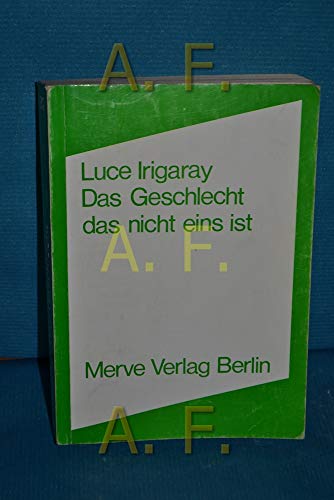 A. F.
Luce Irigaray
Das Geschlecht
das nicht eins ist
A. F.
Merve Verlag Berlin
A. F.